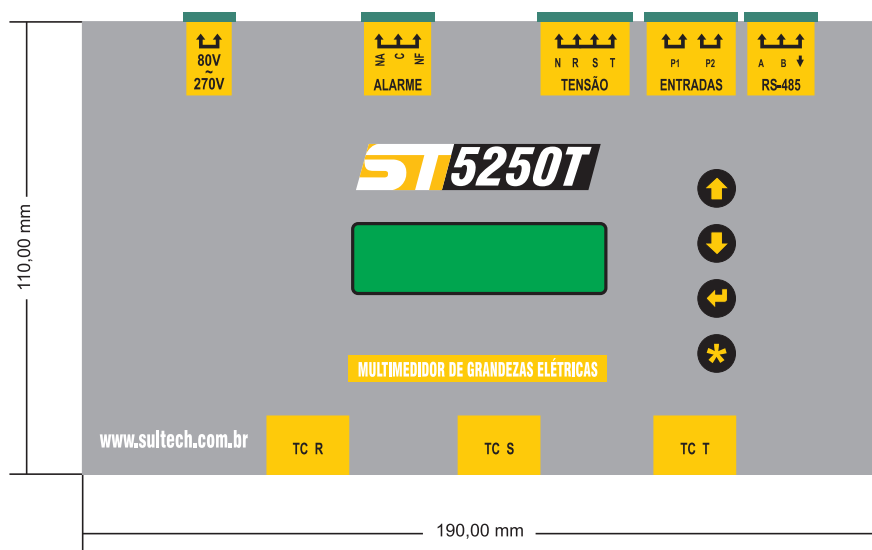 80V
~
270V
NA C NF
ALARME
N R S T
TENSÃO
P1 P2
ENTRADAS
A B
RS-485
ST5250T
110,00 mm
MULTIMEDIDOR DE GRANDEZAS ELÉTRICAS
www.sultech.com.br
TC R
TC S
TC T
190,00 mm